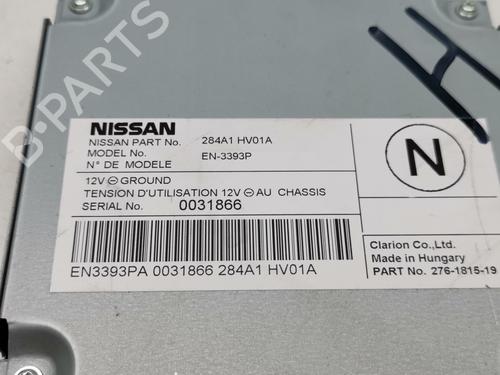 NISSAN
NISSAN PART No. 284A1 HV01A
MODEL No. EN-3393P
N° DE MODELE
12V ⊖ GROUND
TENSION D'UTILISATION 12V ⊖ AU CHASSIS
SERIAL No. 0031866
EN3393PA 0031866 284A1 HV01A
N
Clarion Co.,Ltd.
Made in Hungary
PART No. 276-1815-19
H
B-PARTS